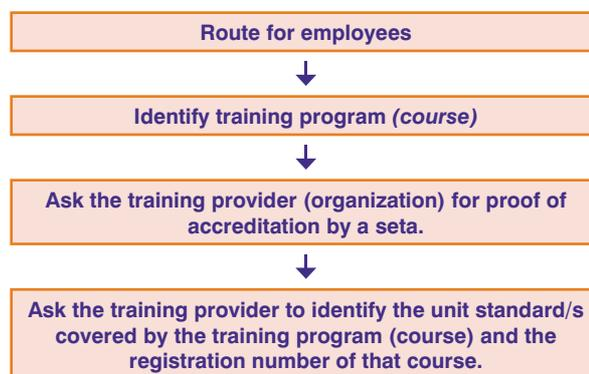 Route for employees
Identify training program (course)
Ask the training provider (organization) for proof of
accreditation by a seta.
Ask the training provider to identify the unit standard/s
covered by the training program (course) and the
registration number of that course.